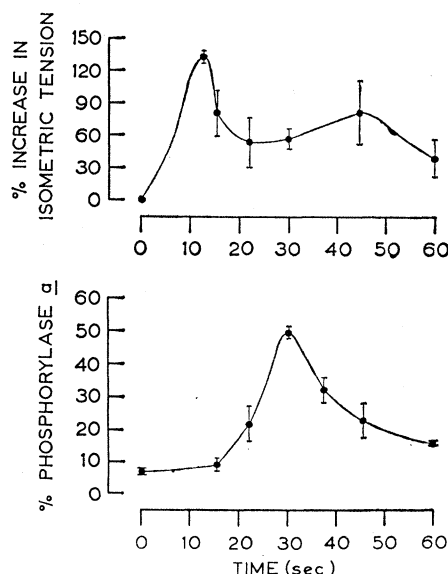 % INCREASE IN
ISOMETRIC TENSION
150
120
90
60
30
0
0 10 20 30 40 50 60
% PHOSPHORYLASE a
60
50
40
30
20
10
0
0 10 20 30 40 50 60
TIME (sec)